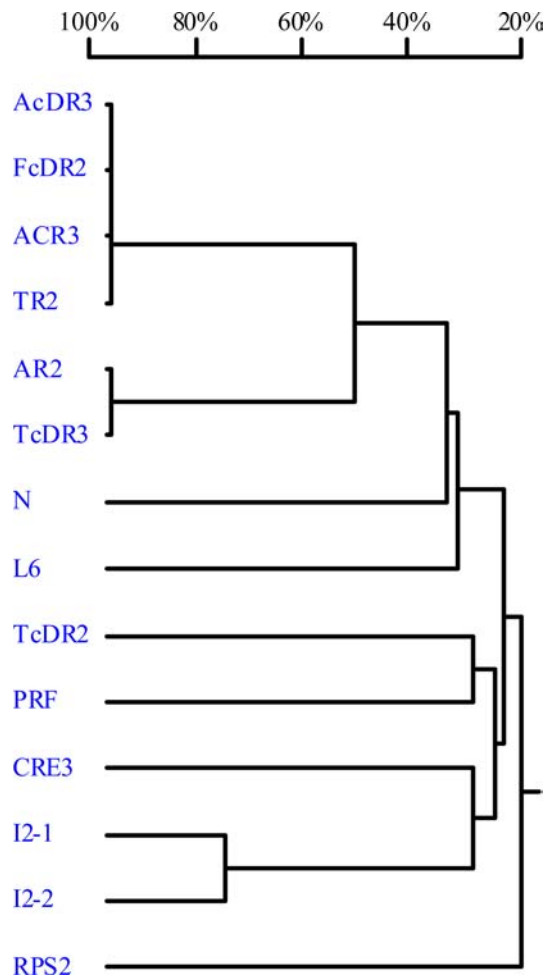 100% 80% 60% 40% 20%
AcDR3
FcDR2
ACR3
TR2
AR2
TcDR3
N
L6
TcDR2
PRF
CRE3
I2-1
I2-2
RPS2